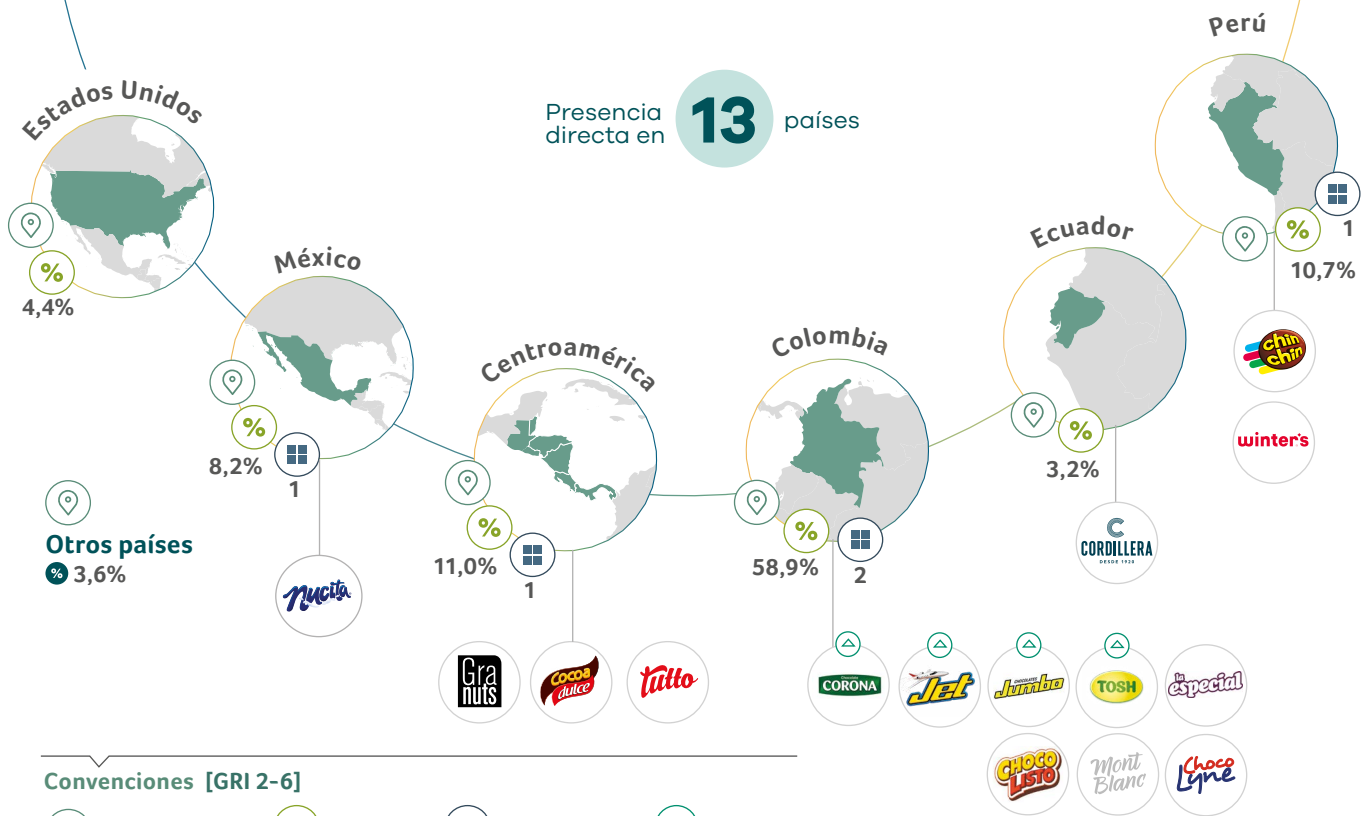 Perú
Estados Unidos
Presencia
directa en
13
países
4,4%
1
10,7%
México
Ecuador
Centroamérica
Colombia
8,2%
1
3,2%
chin
chin
winter's
Otros países
% 3,6%
11,0%
1
58,9%
2
CORDILLERA
DESDE 1920
Nucita
Gra
nuts
Cocoa
dulce
Tutto
Chocolate
CORONA
Jet
CHOCOLATES
Jumbo
TOSH
la
especial
CHOCO
LISTO
Mont
Blanc
Choco
Lyne
Convenciones [GRI 2-6]